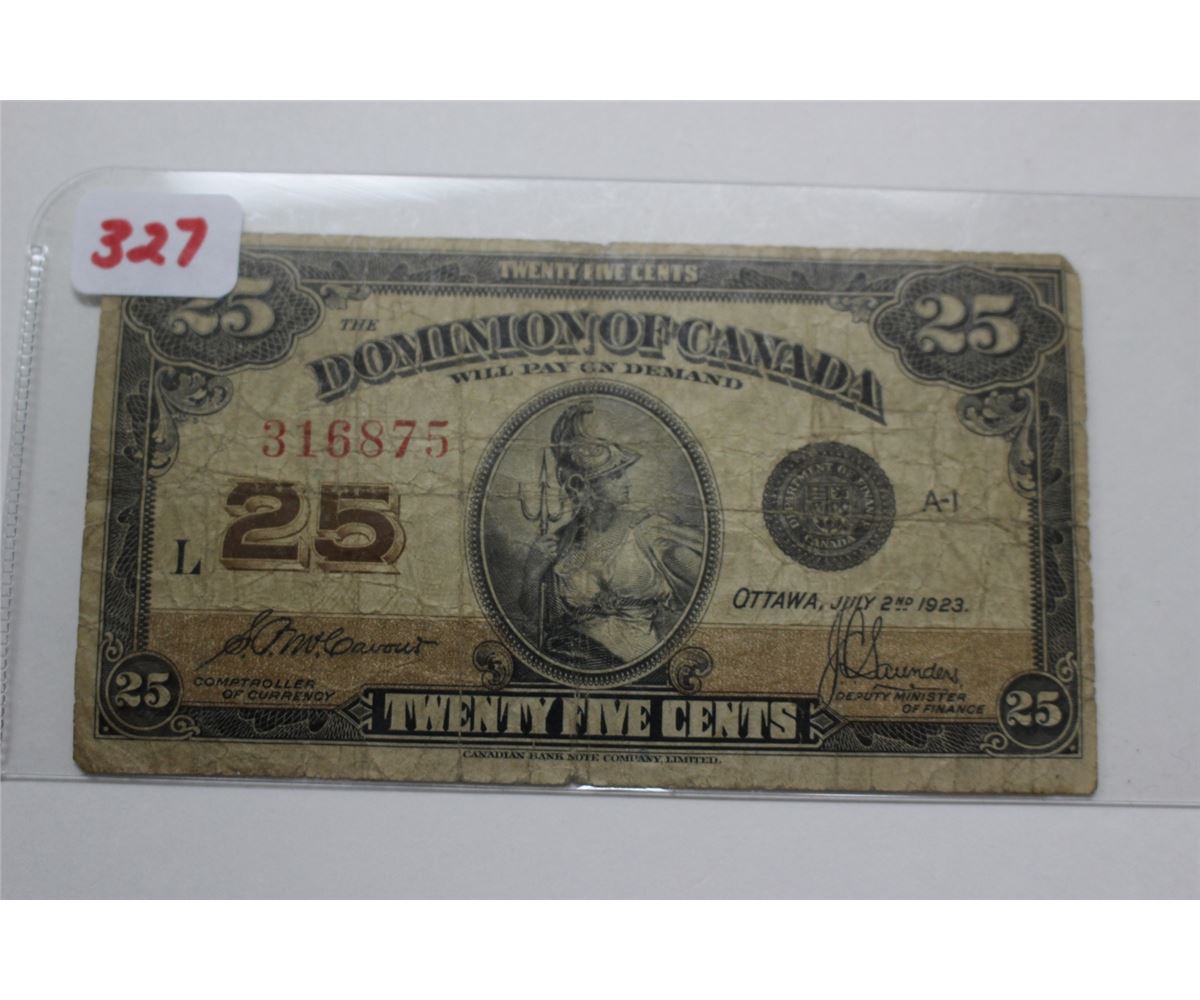 327
TWENTY FIVE CENTS
25 25
THE
DOMINION OF CANADA
WILL PAY ON DEMAND
316875
25
L
A-1
CANADA
OTTAWA, JULY 2ND 1923.
J.C. Saunders,
COMPTROLLER
OF CURRENCY
DEPUTY MINISTER
OF FINANCE
25 25
TWENTY FIVE CENTS
CANADIAN BANK NOTE COMPANY, LIMITED.